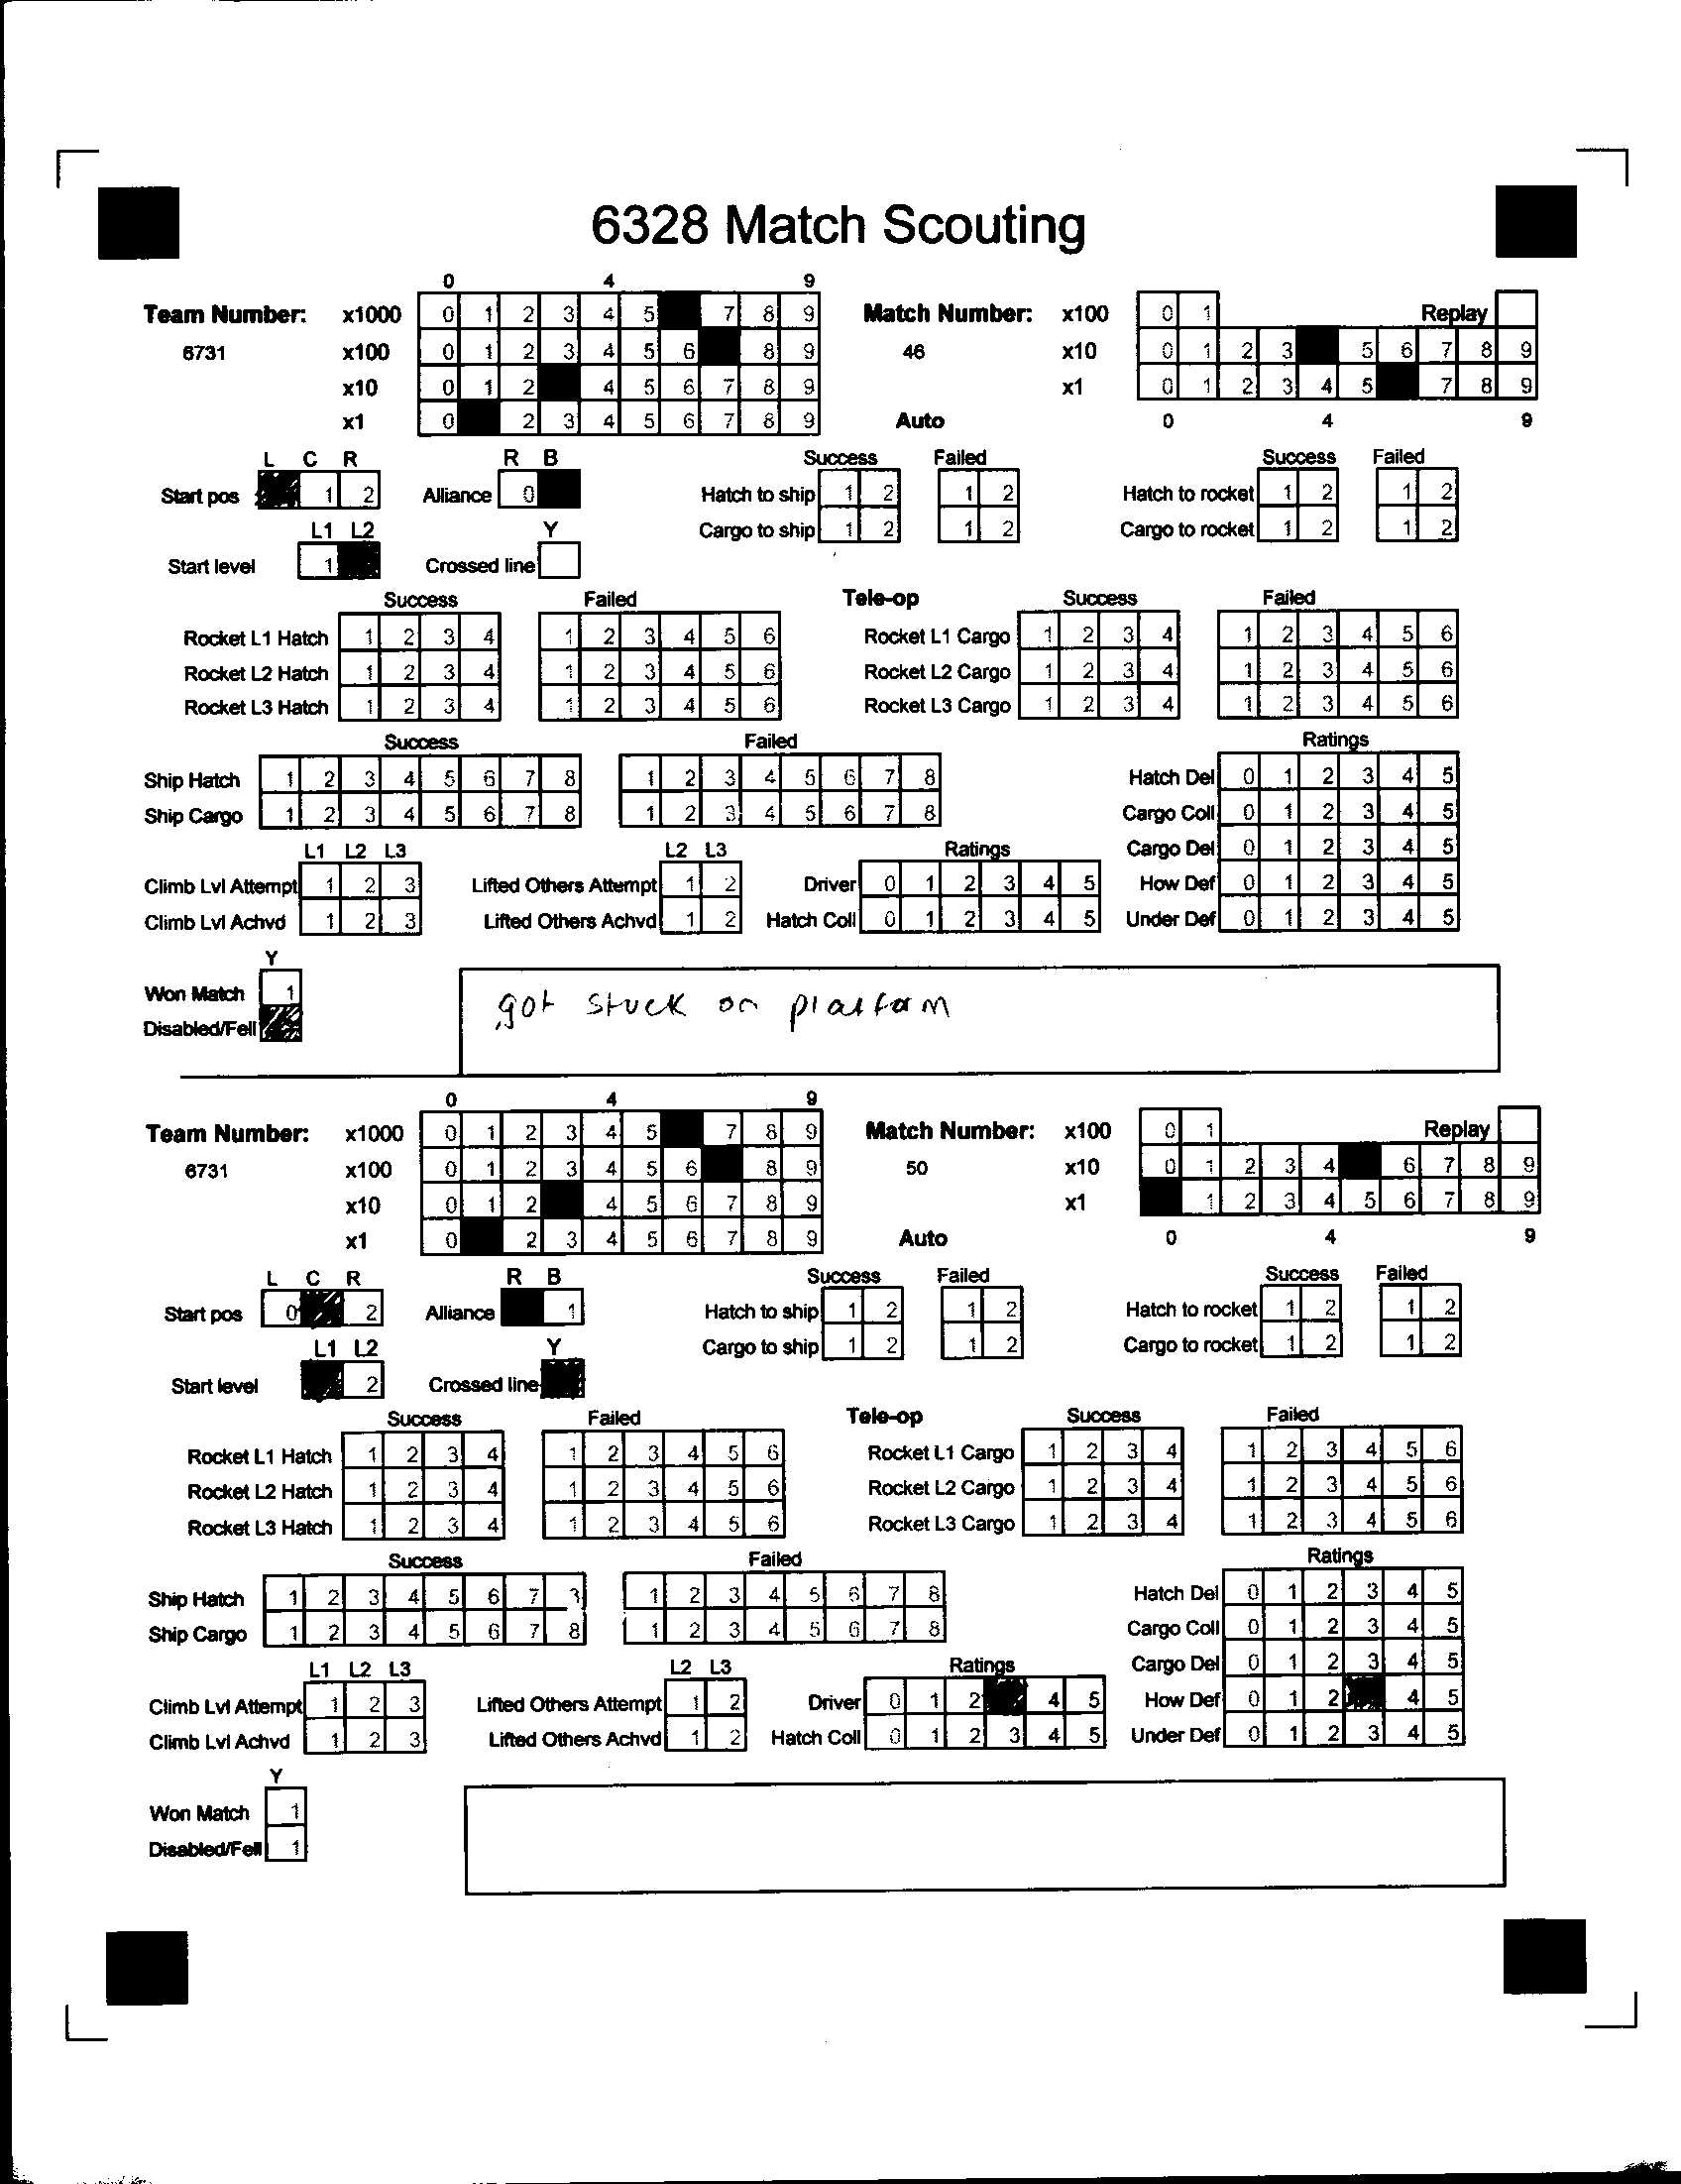 6328 Match Scouting
0 4 9
Team Number: x1000 0 1 2 3 4 5 7 8 9 Match Number: x100 0 1 Replay
6731 x100 0 1 2 3 4 5 6 8 9 46 x10 0 1 2 3 5 6 7 8 9
x10 0 1 2 4 5 6 7 8 9 x1 0 1 2 3 4 5 7 8 9
x1 0 2 3 4 5 6 7 8 9 Auto 0 4 9
L C R R B Success Failed Success Failed
Start pos 1 2 Alliance 0 Hatch to ship 1 2 1 2 Hatch to rocket 1 2 1 2
L1 L2 Y Cargo to ship 1 2 1 2 Cargo to rocket 1 2 1 2
Start level 1 Crossed line
Success Failed Tele-op Success Failed
Rocket L1 Hatch 1 2 3 4 1 2 3 4 5 6 Rocket L1 Cargo 1 2 3 4 1 2 3 4 5 6
Rocket L2 Hatch 1 2 3 4 1 2 3 4 5 6 Rocket L2 Cargo 1 2 3 4 1 2 3 4 5 6
Rocket L3 Hatch 1 2 3 4 1 2 3 4 5 6 Rocket L3 Cargo 1 2 3 4 1 2 3 4 5 6
Success Failed Ratings
Ship Hatch 1 2 3 4 5 6 7 8 1 2 3 4 5 6 7 8 Hatch Del 0 1 2 3 4 5
Ship Cargo 1 2 3 4 5 6 7 8 1 2 3 4 5 6 7 8 Cargo Coll 0 1 2 3 4 5
L1 L2 L3 L2 L3 Ratings Cargo Del 0 1 2 3 4 5
Climb Lvl Attempt 1 2 3 Lifted Others Attempt 1 2 Driver 0 1 2 3 4 5 How Def 0 1 2 3 4 5
Climb Lvl Achvd 1 2 3 Lifted Others Achvd 1 2 Hatch Coll 0 1 2 3 4 5 Under Def 0 1 2 3 4 5
Y
Won Match 1
got stuck on platform
Disabled/Fell
0 4 9
Team Number: x1000 0 1 2 3 4 5 7 8 9 Match Number: x100 0 1 Replay
6731 x100 0 1 2 3 4 5 6 8 9 50 x10 0 1 2 3 4 6 7 8 9
x10 0 1 2 4 5 6 7 8 9 x1 1 2 3 4 5 6 7 8 9
x1 0 2 3 4 5 6 7 8 9 Auto 0 4 9
L C R R B Success Failed Success Failed
Start pos 0 2 Alliance 1 Hatch to ship 1 2 1 2 Hatch to rocket 1 2 1 2
L1 L2 Y Cargo to ship 1 2 1 2 Cargo to rocket 1 2 1 2
Start level 2 Crossed line
Success Failed Tele-op Success Failed
Rocket L1 Hatch 1 2 3 4 1 2 3 4 5 6 Rocket L1 Cargo 1 2 3 4 1 2 3 4 5 6
Rocket L2 Hatch 1 2 3 4 1 2 3 4 5 6 Rocket L2 Cargo 1 2 3 4 1 2 3 4 5 6
Rocket L3 Hatch 1 2 3 4 1 2 3 4 5 6 Rocket L3 Cargo 1 2 3 4 1 2 3 4 5 6
Success Failed Ratings
Ship Hatch 1 2 3 4 5 6 7 1 2 3 4 5 6 7 8 Hatch Del 0 1 2 3 4 5
Ship Cargo 1 2 3 4 5 6 7 8 1 2 3 4 5 6 7 8 Cargo Coll 0 1 2 3 4 5
L1 L2 L3 L2 L3 Ratings Cargo Del 0 1 2 3 4 5
Climb Lvl Attempt 1 2 3 Lifted Others Attempt 1 2 Driver 0 1 2 4 5 How Def 0 1 2 4 5
Climb Lvl Achvd 1 2 3 Lifted Others Achvd 1 2 Hatch Coll 0 1 2 3 4 5 Under Def 0 1 2 3 4 5
Y
Won Match 1
Disabled/Fell 1